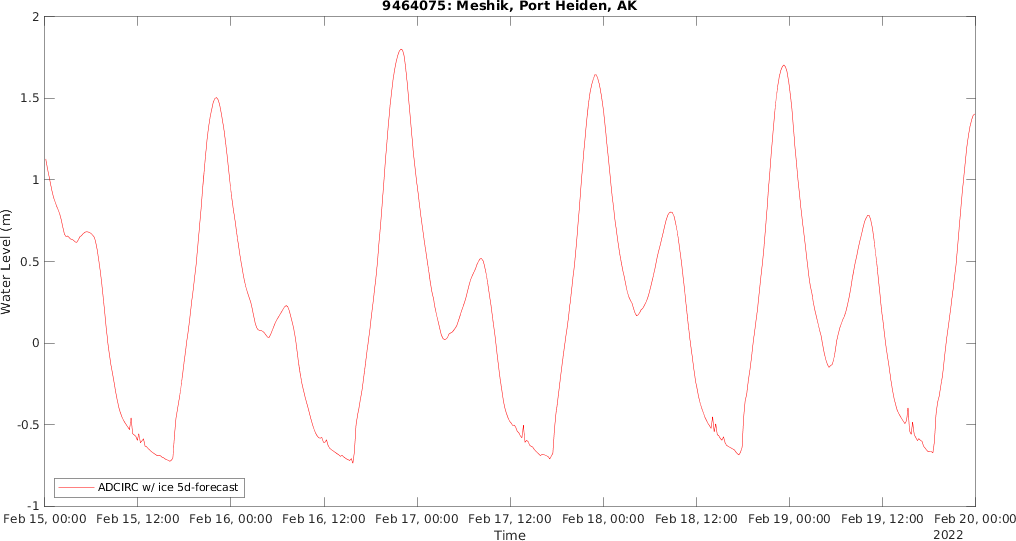 9464075: Meshik, Port Heiden, AK
2
1.5
1
0.5
0
-0.5
-1
Water Level (m)
ADCIRC w/ ice 5d-forecast
Feb 15, 00:00 Feb 15, 12:00 Feb 16, 00:00 Feb 16, 12:00 Feb 17, 00:00 Feb 17, 12:00 Feb 18, 00:00 Feb 18, 12:00 Feb 19, 00:00 Feb 19, 12:00 Feb 20, 00:00
Time
2022